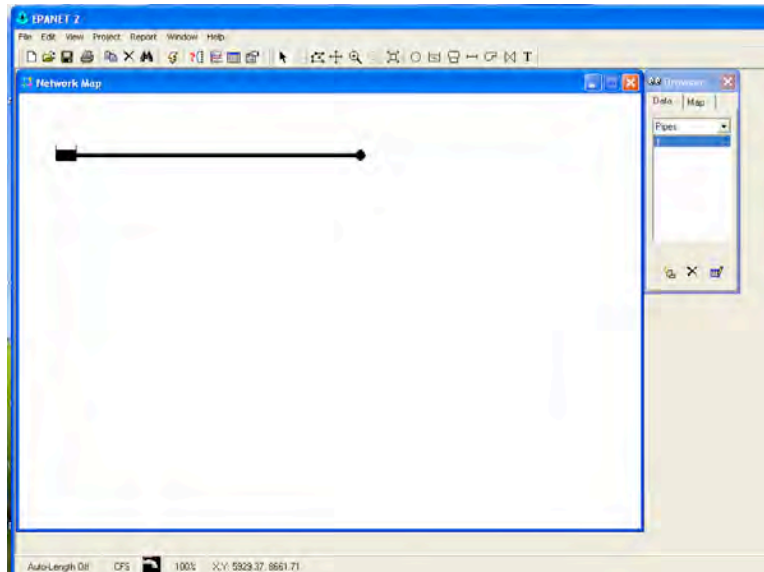 EPANET 2
File Edit View Project Report Window Help
T
Network Map
Browser
Data Map
Pipes
1
Auto-Length Off CFS 100% X,Y: 5929.37, 8661.71